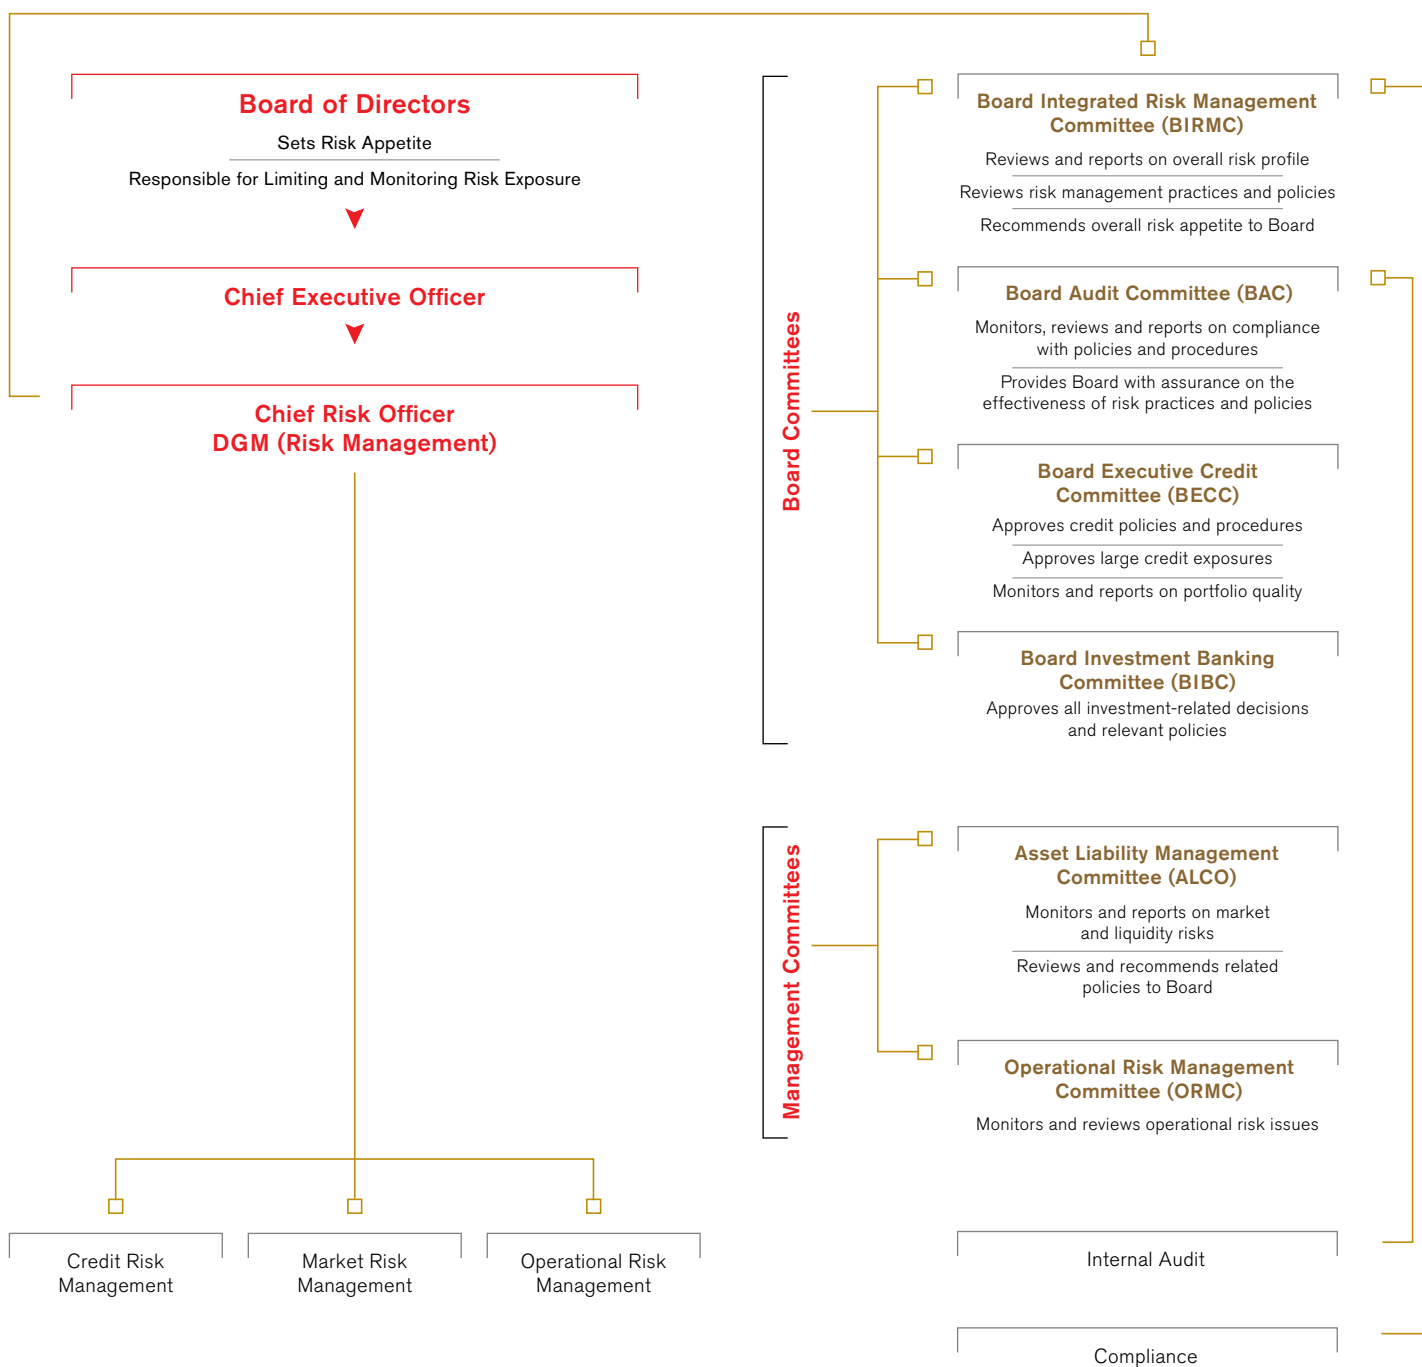 Board of Directors
Sets Risk Appetite
Responsible for Limiting and Monitoring Risk Exposure
Chief Executive Officer
Chief Risk Officer
DGM (Risk Management)
Credit Risk
Management
Market Risk
Management
Operational Risk
Management
Board Committees
Board Integrated Risk Management
Committee (BIRMC)
Reviews and reports on overall risk profile
Reviews risk management practices and policies
Recommends overall risk appetite to Board
Board Audit Committee (BAC)
Monitors, reviews and reports on compliance
with policies and procedures
Provides Board with assurance on the
effectiveness of risk practices and policies
Board Executive Credit
Committee (BECC)
Approves credit policies and procedures
Approves large credit exposures
Monitors and reports on portfolio quality
Board Investment Banking
Committee (BIBC)
Approves all investment-related decisions
and relevant policies
Management Committees
Asset Liability Management
Committee (ALCO)
Monitors and reports on market
and liquidity risks
Reviews and recommends related
policies to Board
Operational Risk Management
Committee (ORMC)
Monitors and reviews operational risk issues
Internal Audit
Compliance